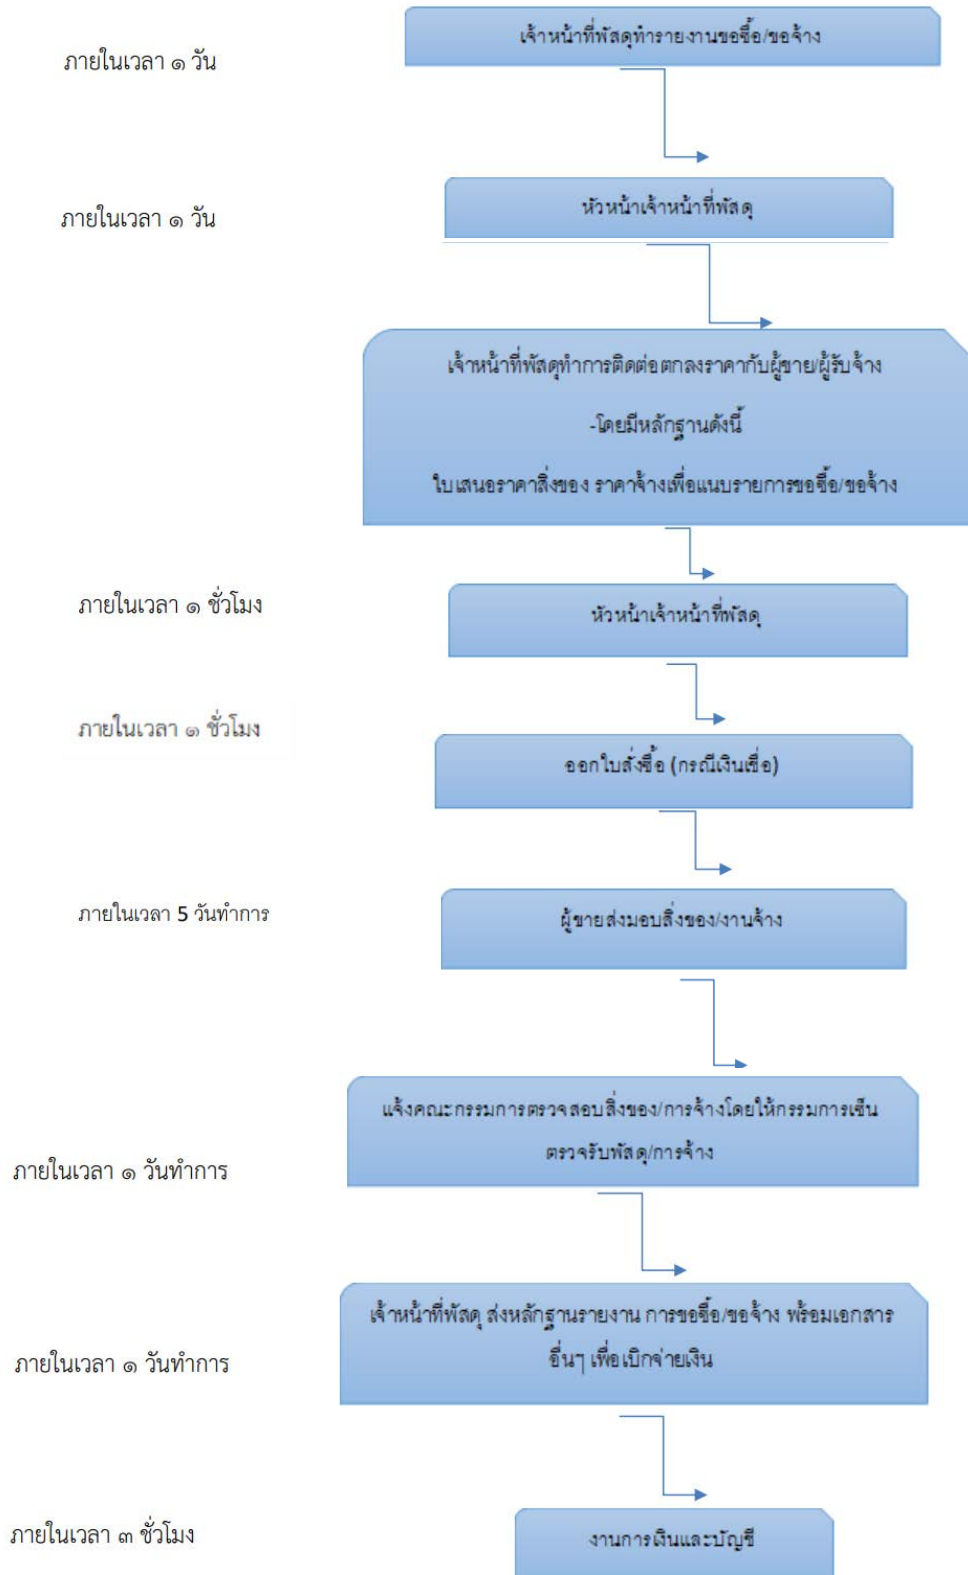 เจ้าหน้าที่พัสดุทำรายงานขอซื้อ/ขอจ้าง
ภายในเวลา ๑ วัน
หัวหน้าเจ้าหน้าที่พัสดุ
ภายในเวลา ๑ วัน
เจ้าหน้าที่พัสดุทำการติดต่อตกลงราคากับผู้ขาย/ผู้รับจ้าง
-โดยมีหลักฐานดังนี้
ใบเสนอราคาสิ่งของ ราคาจ้างเพื่อแนบรายการขอซื้อ/ขอจ้าง
ภายในเวลา ๑ ชั่วโมง
หัวหน้าเจ้าหน้าที่พัสดุ
ภายในเวลา ๑ ชั่วโมง
ออกใบสั่งซื้อ (กรณีเงินเชื่อ)
ภายในเวลา 5 วันทำการ
ผู้ขายส่งมอบสิ่งของ/งานจ้าง
แจ้งคณะกรรมการตรวจสอบสิ่งของ/การจ้างโดยให้กรรมการเซ็น
ตรวจรับพัสดุ/การจ้าง
ภายในเวลา ๑ วันทำการ
เจ้าหน้าที่พัสดุ ส่งหลักฐานรายงาน การขอซื้อ/ขอจ้าง พร้อมเอกสาร
อื่นๆ เพื่อเบิกจ่ายเงิน
ภายในเวลา ๑ วันทำการ
ภายในเวลา ๓ ชั่วโมง
งานการเงินและบัญชี